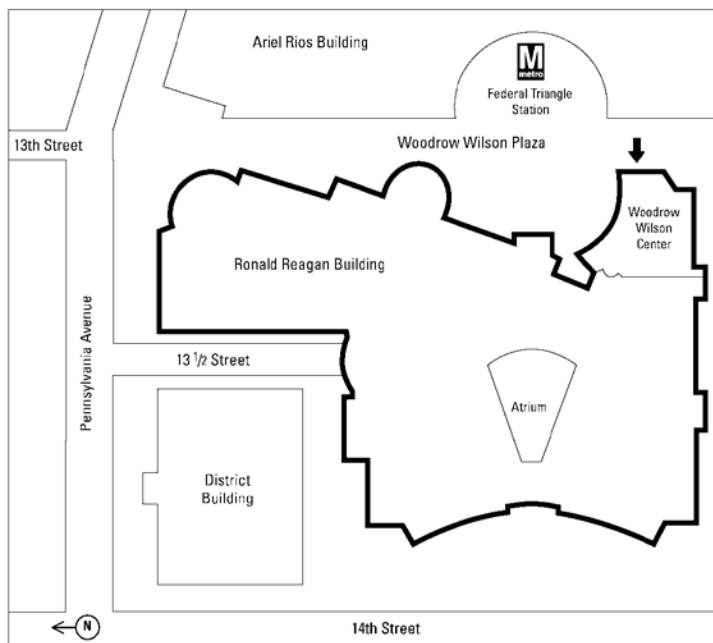 Ariel Rios Building
M
metro
Federal Triangle
Station
13th Street
Woodrow Wilson Plaza
Woodrow
Wilson
Center
Ronald Reagan Building
Pennsylvania Avenue
13 1/2 Street
Atrium
District
Building
N
14th Street